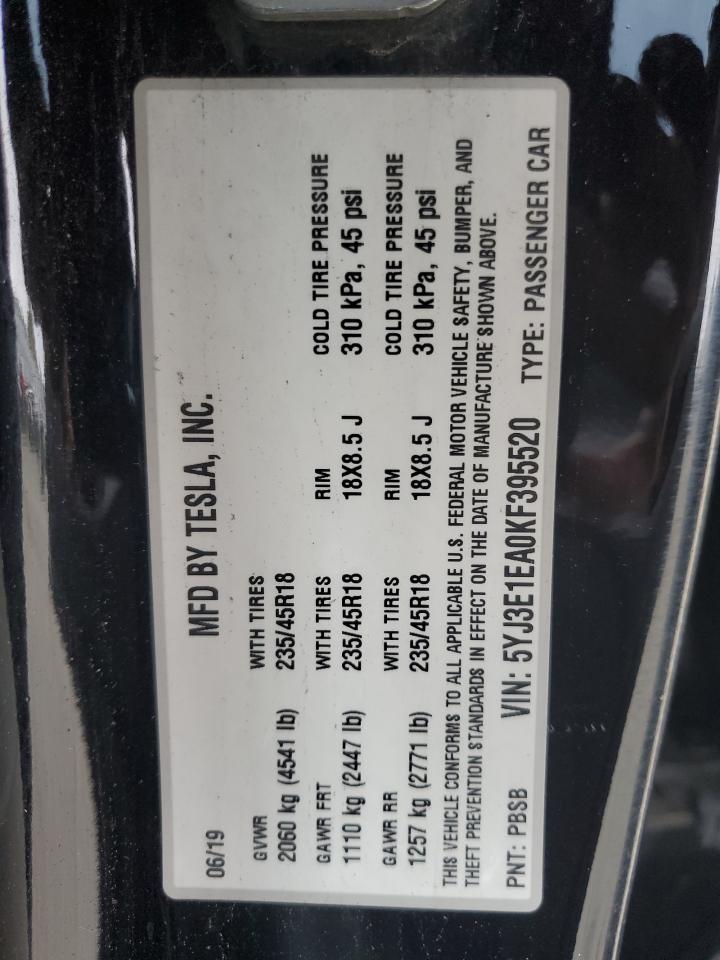 MFD BY TESLA, INC.
06/19
GVWR WITH TIRES
2060 kg (4541 lb) 235/45R18
GAWR FRT WITH TIRES RIM COLD TIRE PRESSURE
1110 kg (2447 lb) 235/45R18 18X8.5 J 310 kPa, 45 psi
GAWR RR WITH TIRES RIM COLD TIRE PRESSURE
1257 kg (2771 lb) 235/45R18 18X8.5 J 310 kPa, 45 psi
THIS VEHICLE CONFORMS TO ALL APPLICABLE U.S. FEDERAL MOTOR VEHICLE SAFETY, BUMPER, AND
THEFT PREVENTION STANDARDS IN EFFECT ON THE DATE OF MANUFACTURE SHOWN ABOVE.
PNT: PBSB VIN: 5YJ3E1EA0KF395520 TYPE: PASSENGER CAR